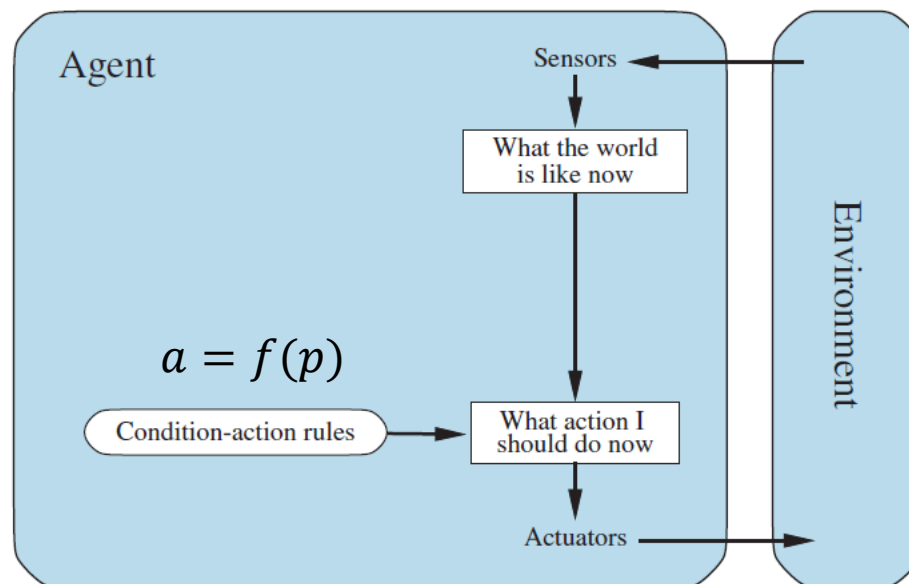 Agent
Sensors
What the world
is like now
Environment
a = f(p)
Condition-action rules
What action I
should do now
Actuators